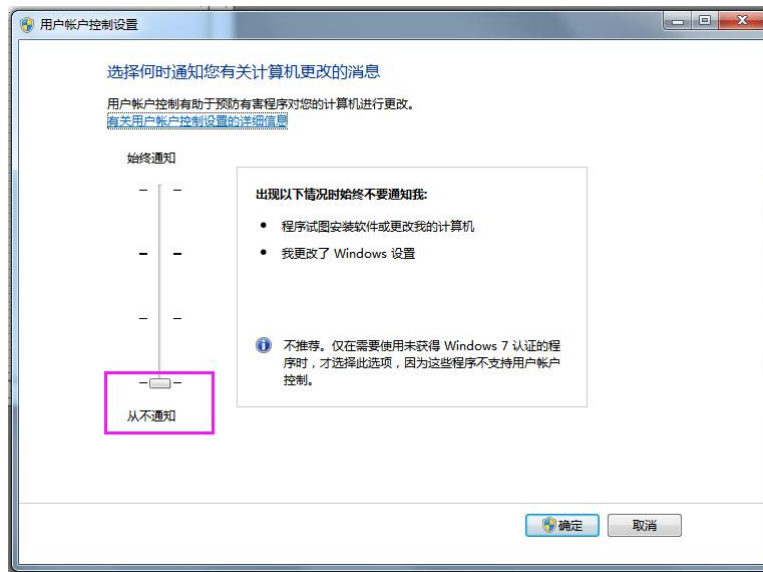 用户帐户控制设置
选择何时通知您有关计算机更改的消息
用户帐户控制有助于预防有害程序对您的计算机进行更改。
有关用户帐户控制设置的详细信息
始终通知
出现以下情况时始终不要通知我:
程序试图安装软件或更改我的计算机
我更改了 Windows 设置
不推荐。仅在需要使用未获得 Windows 7 认证的程
序时，才选择此选项，因为这些程序不支持用户帐户
控制。
从不通知
确定
取消